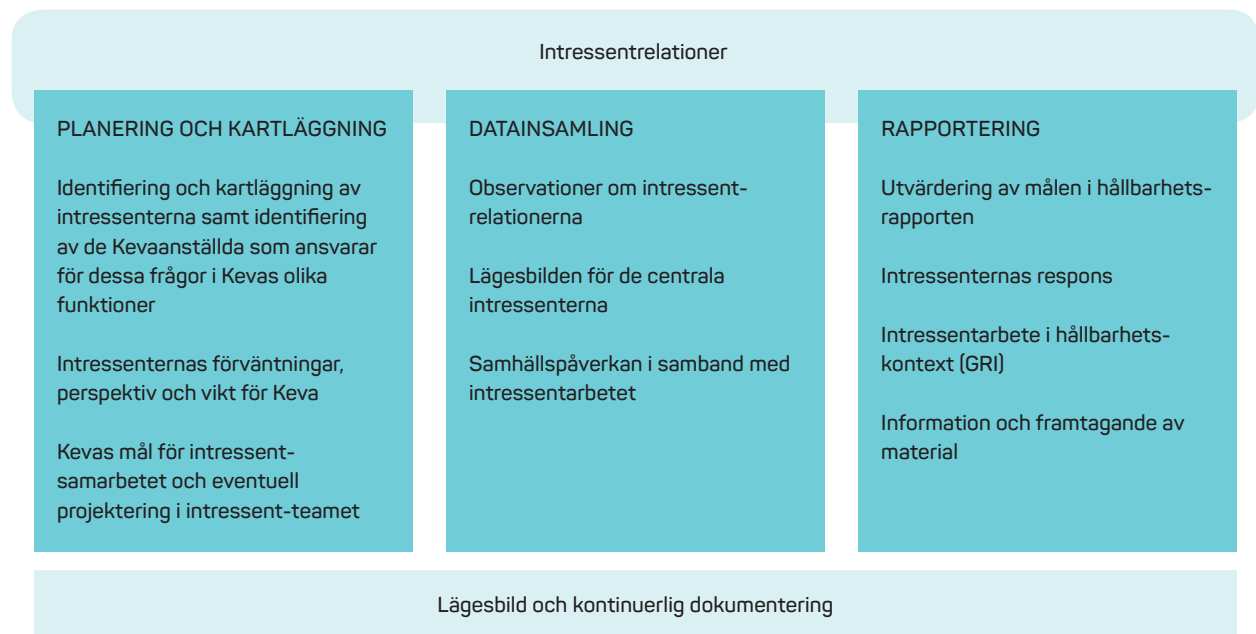 Intressentrelationer
PLANERING OCH KARTLÄGGNING
Identifiering och kartläggning av
intressenterna samt identifiering
av de Kevaanställda som ansvarar
för dessa frågor i Kevas olika
funktioner
Intressenternas förväntningar,
perspektiv och vikt för Keva
Kevas mål för intressent-
samarbetet och eventuell
projektering i intressent-teamet
DATAINSAMLING
Observationer om intressent-
relationerna
Lägesbilden för de centrala
intressenterna
Samhällspåverkan i samband med
intressentarbetet
RAPPORTERING
Utvärdering av målen i hållbarhets-
rapporten
Intressenternas respons
Intressentarbete i hållbarhets-
kontext (GRI)
Information och framtagande av
material
Lägesbild och kontinuerlig dokumentering